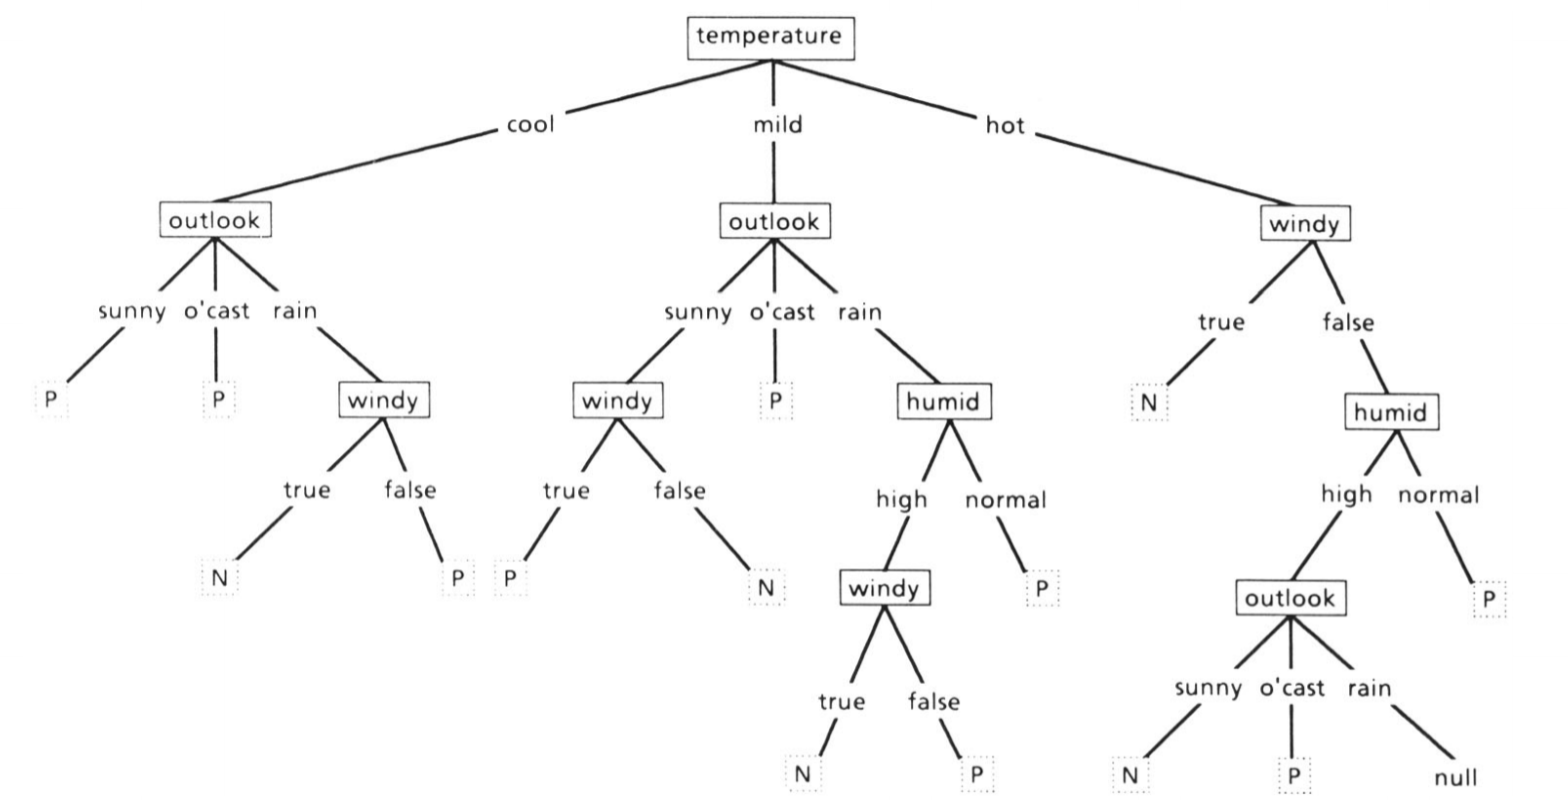 temperature
cool mild hot
outlook outlook windy
sunny o'cast rain sunny o'cast rain true false
P P windy windy P humid N humid
true false true false high normal high normal
N P P N windy P outlook P
true false sunny o'cast rain
N P N P null